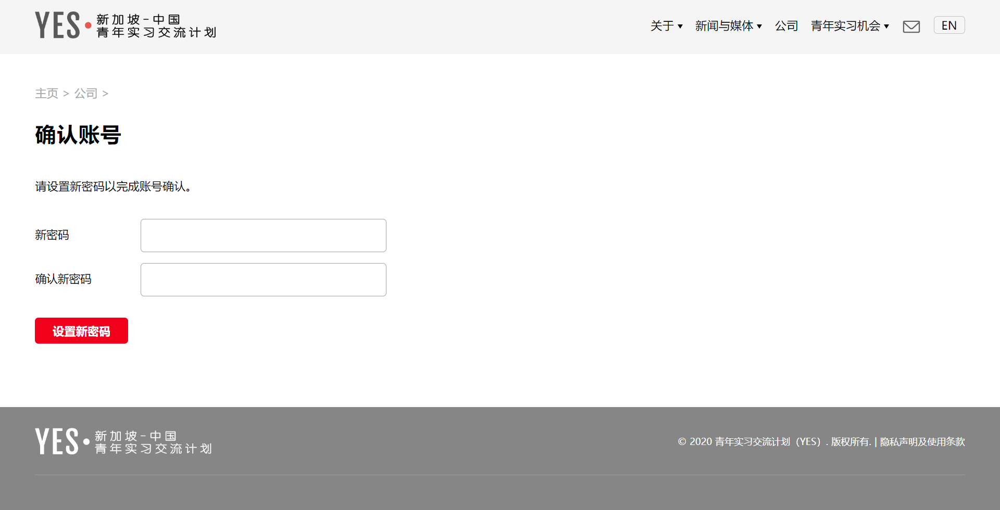 YES·新加坡-中国
青年实习交流计划
关于 ▼ 新闻与媒体 ▼ 公司 青年实习机会 ▼ EN
主页 > 公司 >
确认账号
请设置新密码以完成账号确认。
新密码
确认新密码
设置新密码
YES·新加坡-中国
青年实习交流计划
© 2020 青年实习交流计划（YES）. 版权所有. | 隐私声明及使用条款